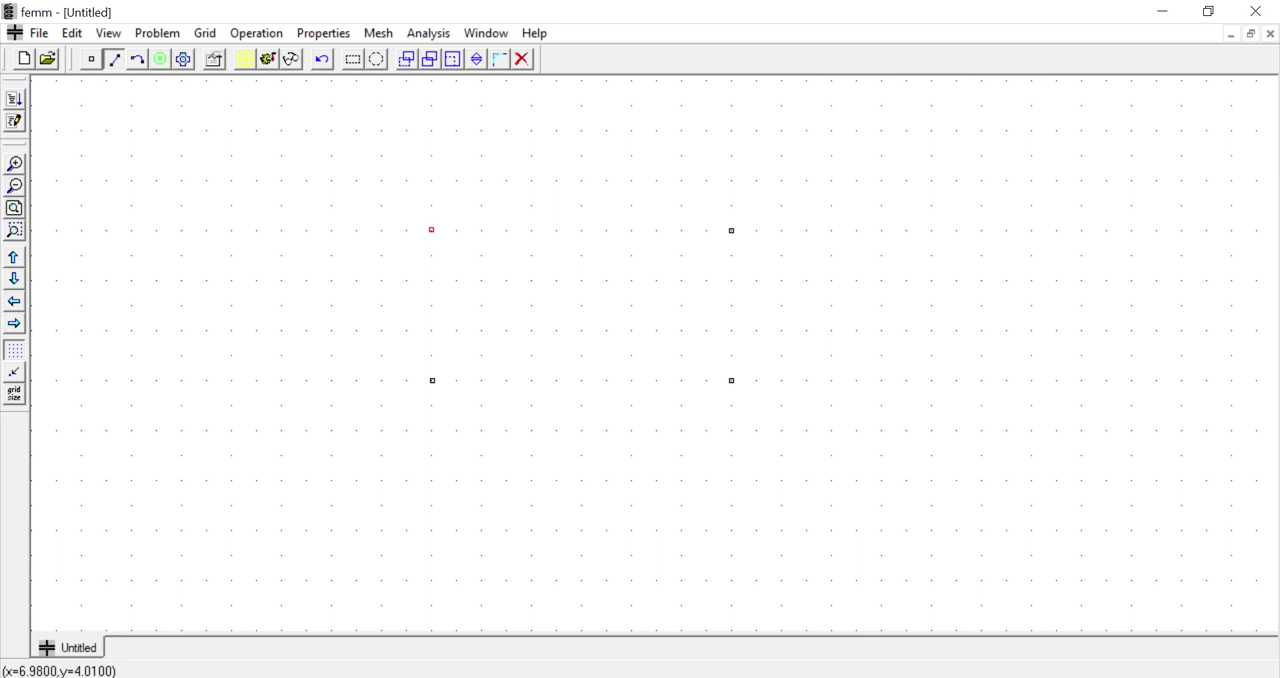 femm - [Untitled]
File Edit View Problem Grid Operation Properties Mesh Analysis Window Help
grid
size
Untitled
(x=6.9800,y=4.0100)